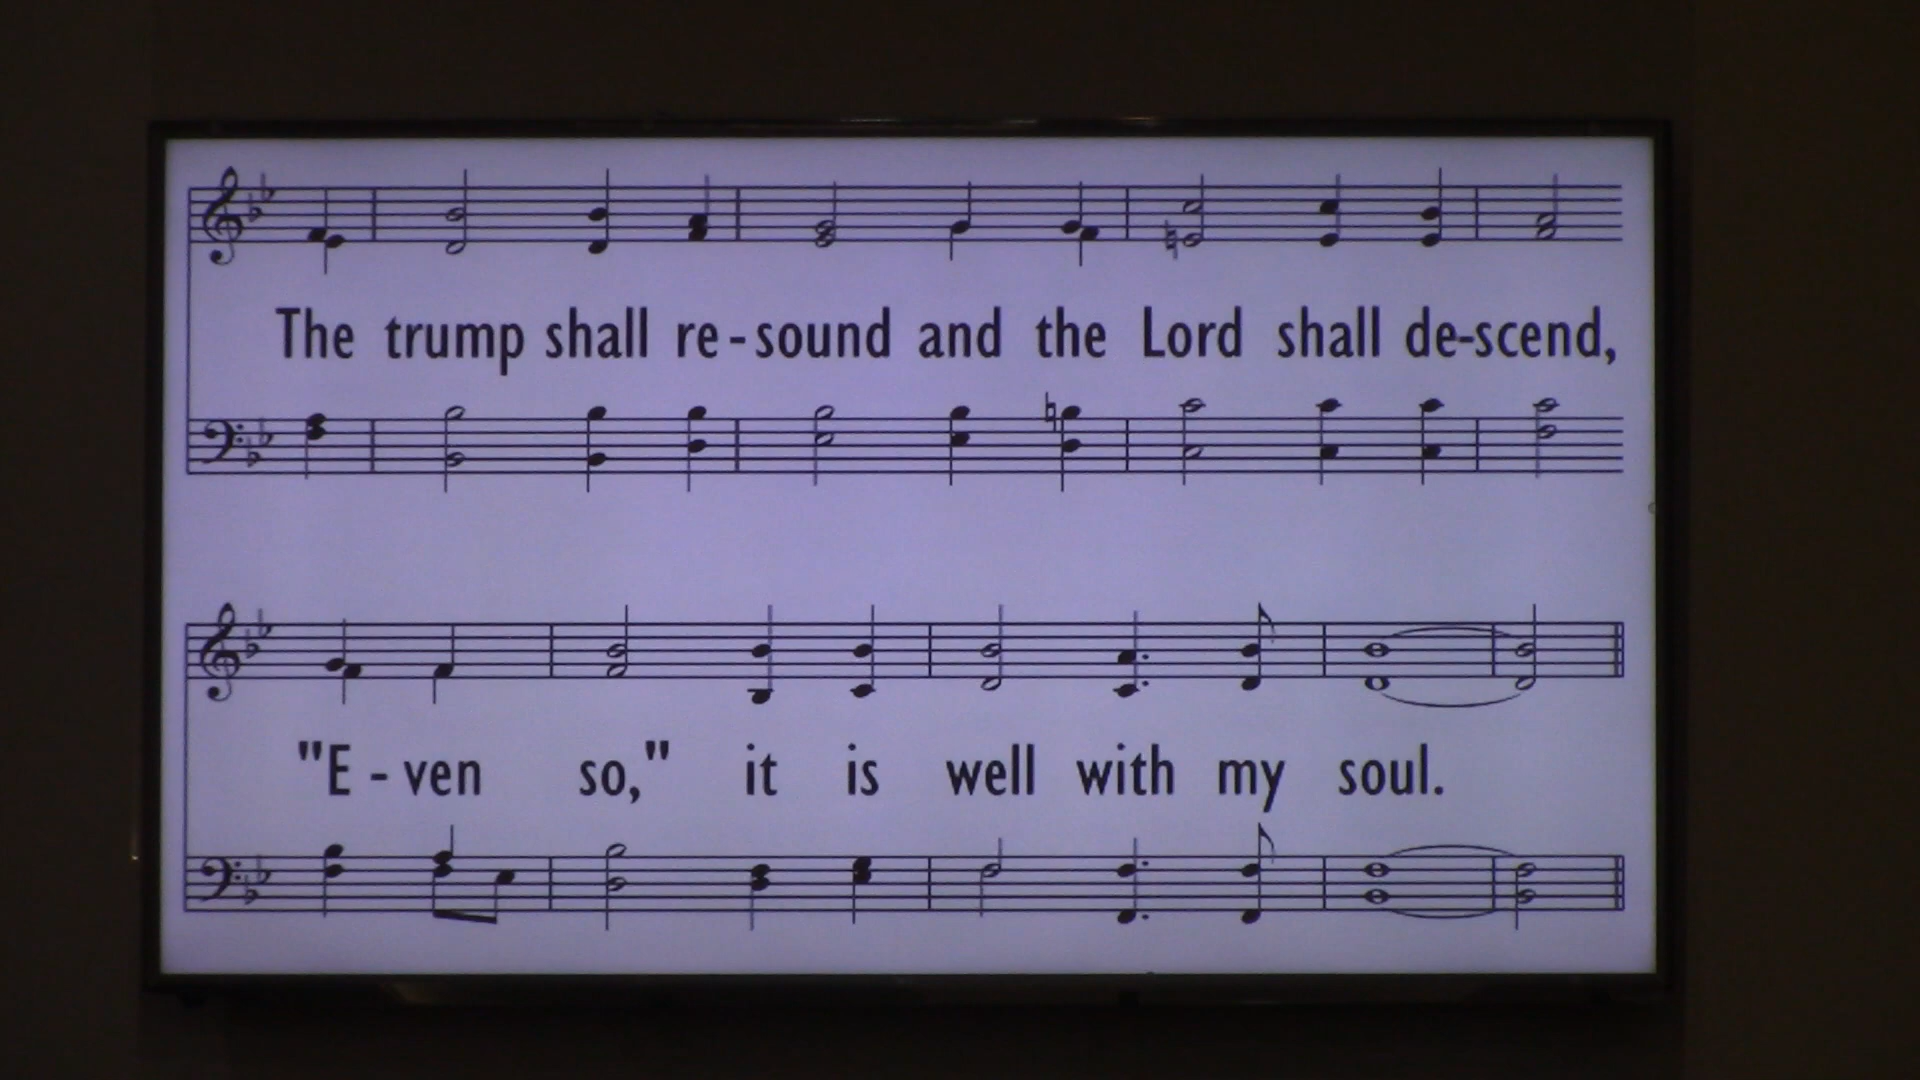 The trump shall re-sound and the Lord shall de-scend,
"E-ven so," it is well with my soul.